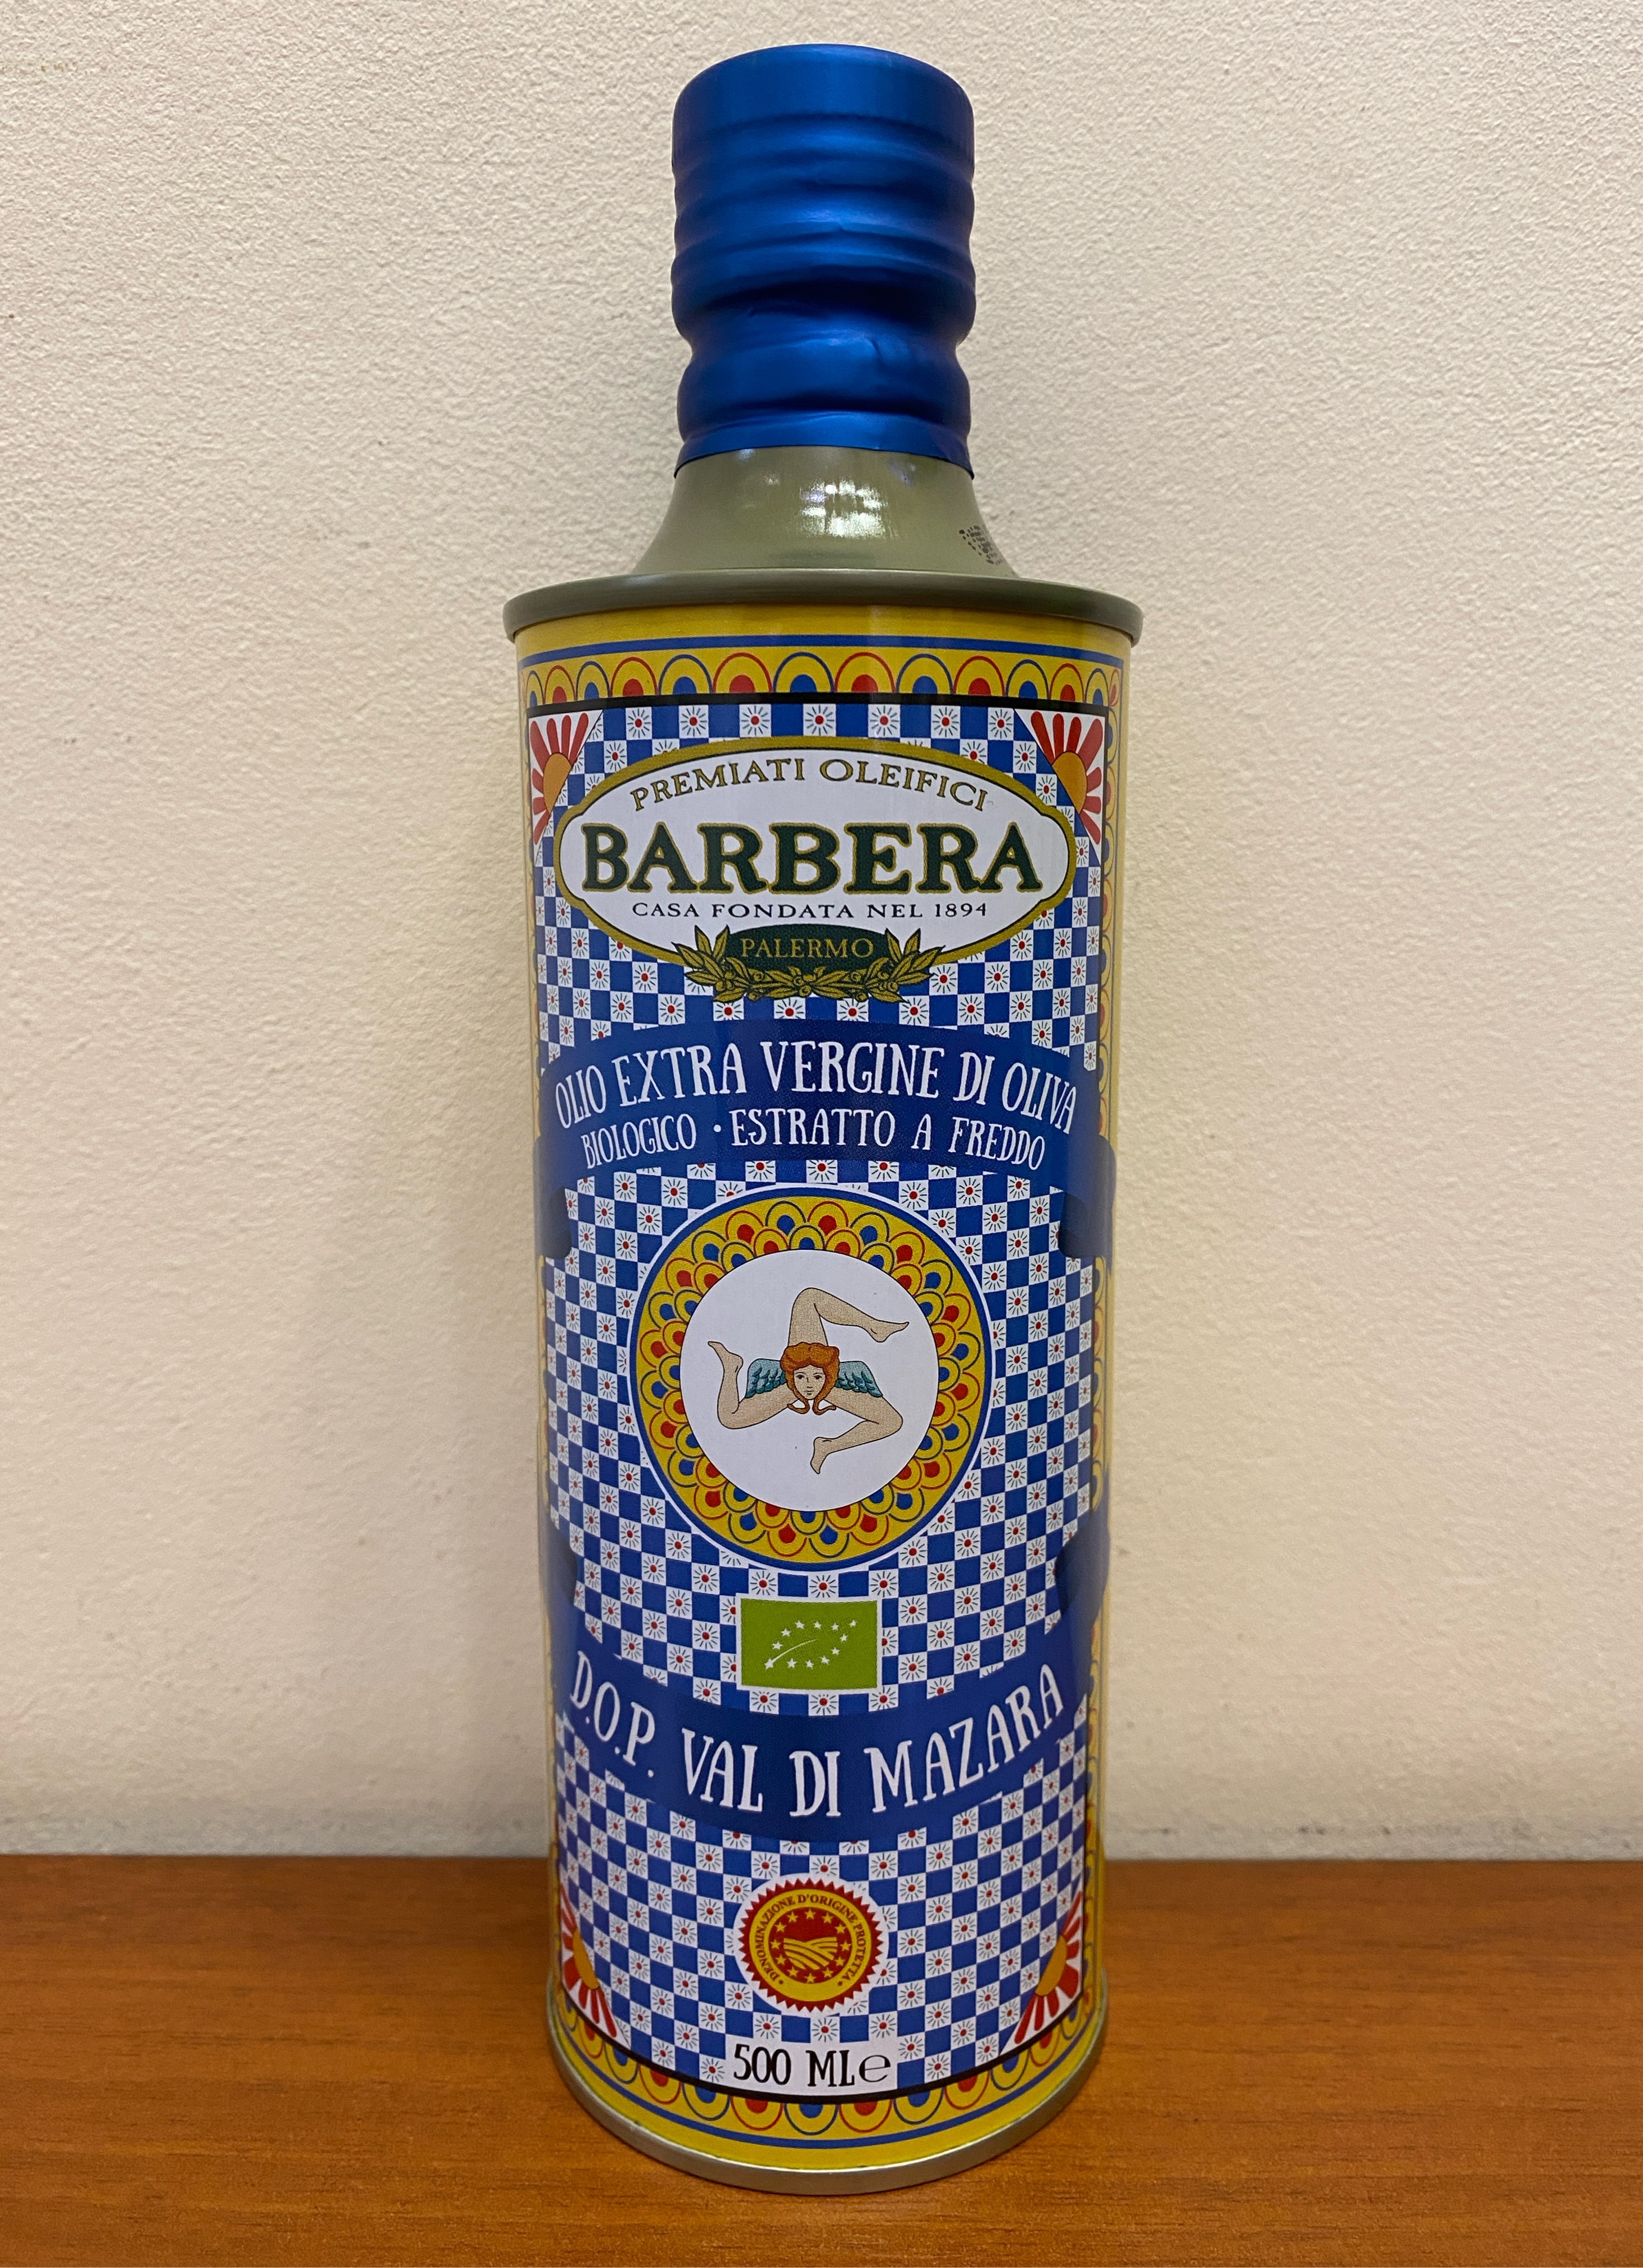 PREMIATI OLEIFICI
BARBERA
CASA FONDATA NEL 1894
PALERMO
OLIO EXTRA VERGINE DI OLIVA
BIOLOGICO • ESTRATTO A FREDDO
D.O.P. VAL DI MAZARA
• DENOMINAZIONE D'ORIGINE PROTETTA •
500 ML℮